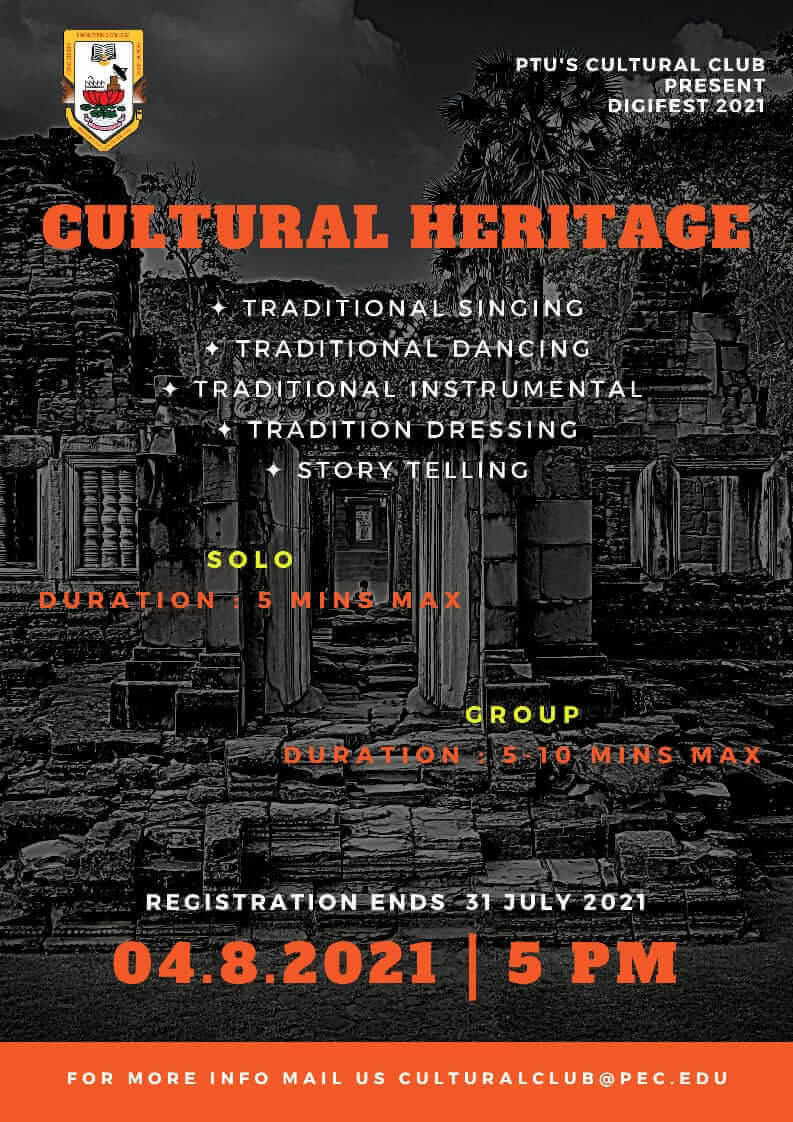 ENGINEERING COLLEGE
PTU'S CULTURAL CLUB
PRESENT
DIGIFEST 2021
CULTURAL HERITAGE
✦ TRADITIONAL SINGING
✦ TRADITIONAL DANCING
✦ TRADITIONAL INSTRUMENTAL
✦ TRADITION DRESSING
✦ STORY TELLING
SOLO
DURATION : 5 MINS MAX
GROUP
DURATION : 5-10 MINS MAX
REGISTRATION ENDS 31 JULY 2021
04.8.2021 | 5 PM
FOR MORE INFO MAIL US CULTURALCLUB@PEC.EDU